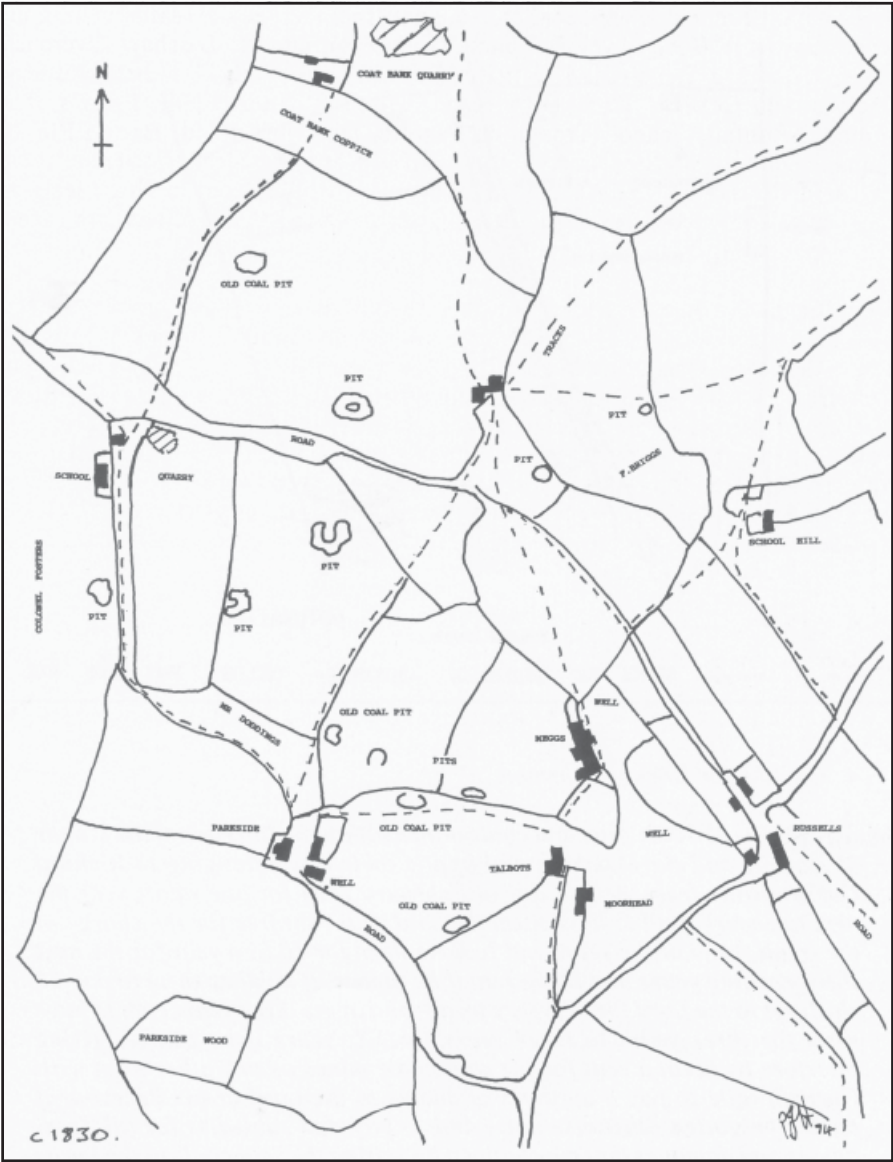 N
COAT BANK QUARRY
COAT BANK COPPICE
OLD COAL PIT
TRACKS
PIT
PIT
ROAD
P.BRIGGS
SCHOOL
QUARRY
PIT
SCHOOL HILL
PIT
COLONEL FOSTERS
PIT
PIT
MR DODDINGS
OLD COAL PIT
WELL
MEGGS
PITS
PARKSIDE
OLD COAL PIT
WELL
RUSSELLS
TALBOTS
WELL
OLD COAL PIT
MOORHEAD
ROAD
ROAD
PARKSIDE WOOD
c1830.
94